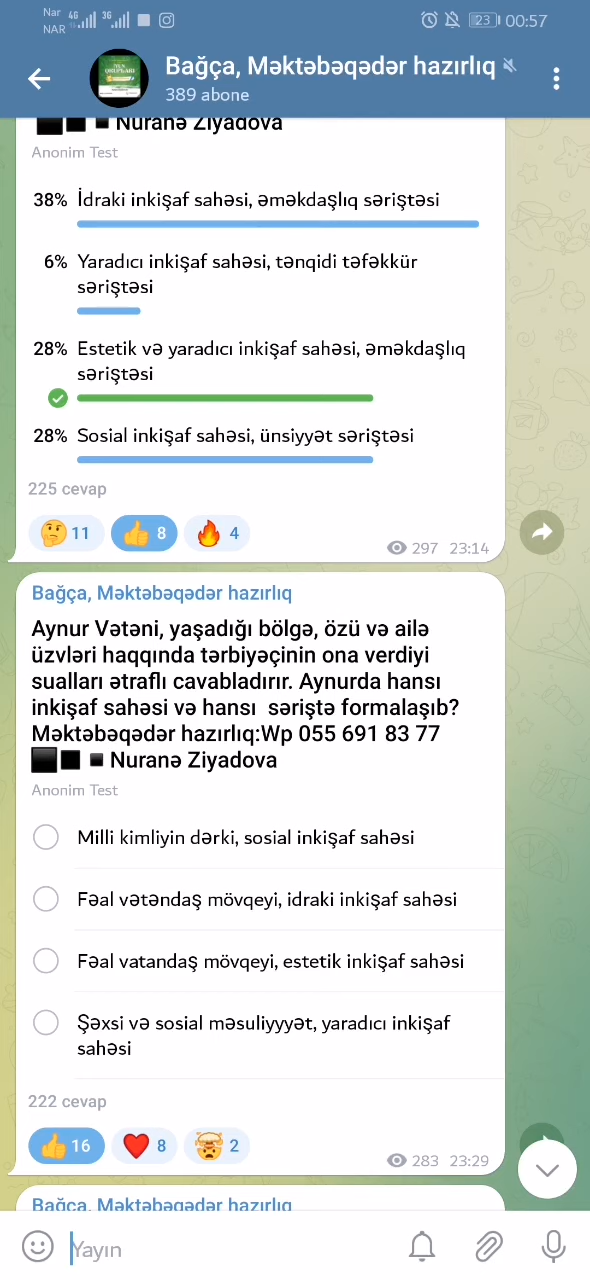 Nar 4G 3G
NAR
23 00:57
Bağça, Məktəbəqədər hazırlıq
389 abone
Nuranə Ziyadova
Anonim Test
38% İdraki inkişaf sahəsi, əməkdaşlıq səriştəsi
6% Yaradıcı inkişaf sahəsi, tənqidi təfəkkür
səriştəsi
28% Estetik və yaradıcı inkişaf sahəsi, əməkdaşlıq
səriştəsi
28% Sosial inkişaf sahəsi, ünsiyyət səriştəsi
225 cevap
11 8 4
297 23:14
Bağça, Məktəbəqədər hazırlıq
Aynur Vətəni, yaşadığı bölgə, özü və ailə
üzvləri haqqında tərbiyəçinin ona verdiyi
sualları ətraflı cavabladırır. Aynurda hansı
inkişaf sahəsi və hansı səriştə formalaşıb?
Məktəbəqədər hazırlıq:Wp 055 691 83 77
Nuranə Ziyadova
Anonim Test
Milli kimliyin dərki, sosial inkişaf sahəsi
Fəal vətəndaş mövqeyi, idraki inkişaf sahəsi
Fəal vatandaş mövqeyi, estetik inkişaf sahəsi
Şəxsi və sosial məsuliyyyət, yaradıcı inkişaf
sahəsi
222 cevap
16 8 2
283 23:29
Bağça, Məktəbəqədər hazırlıq
Yayın